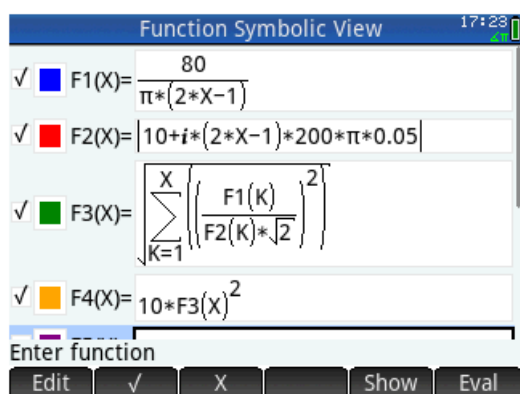 Function Symbolic View 17:23
∡π
√ F1(X)= 80/(π*(2*X−1))
√ F2(X)= |10+i*(2*X−1)*200*π*0.05|
√ F3(X)= √(∑_{K=1}^{X} ((F1(K)/(F2(K)*√2))^2))
√ F4(X)= 10*F3(X)^2
Enter function
Edit √ X Show Eval